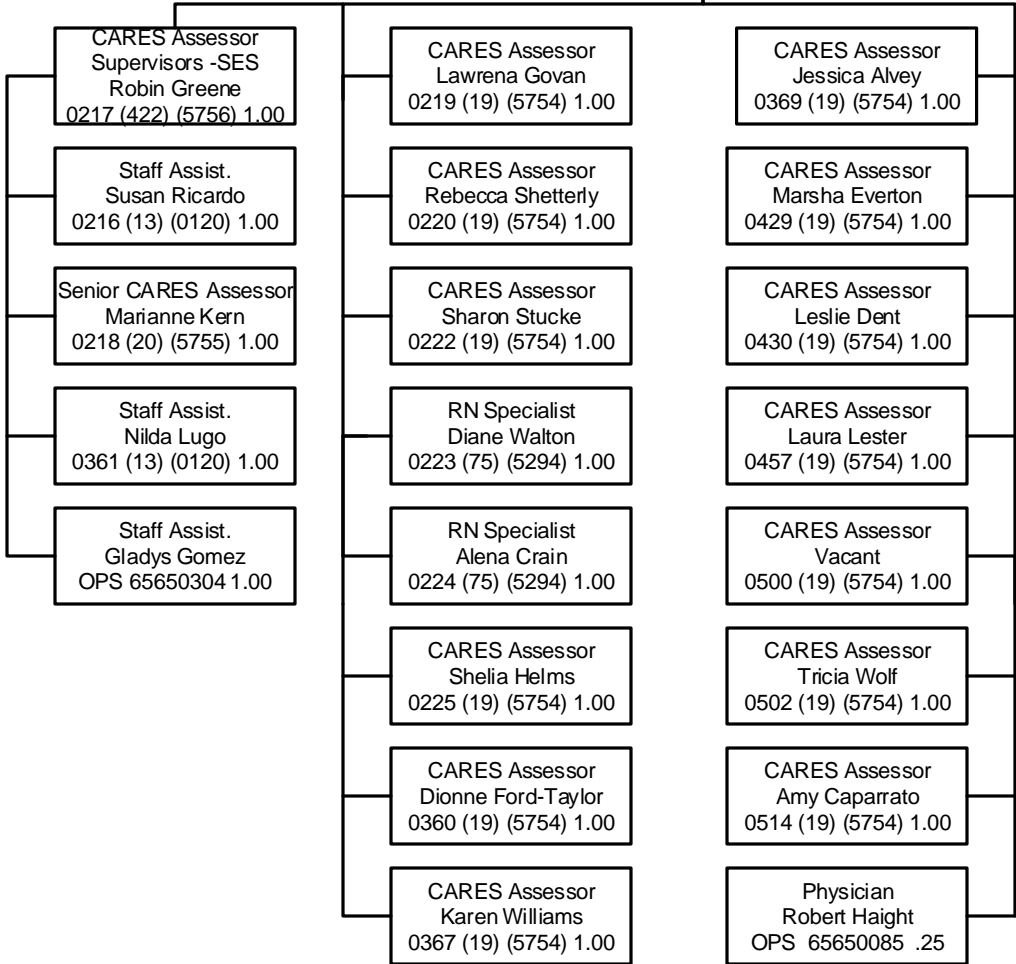 CARES Assessor
Supervisors -SES
Robin Greene
0217 (422) (5756) 1.00
Staff Assist.
Susan Ricardo
0216 (13) (0120) 1.00
Senior CARES Assessor
Marianne Kern
0218 (20) (5755) 1.00
Staff Assist.
Nilda Lugo
0361 (13) (0120) 1.00
Staff Assist.
Gladys Gomez
OPS 65650304 1.00
CARES Assessor
Lawrena Govan
0219 (19) (5754) 1.00
CARES Assessor
Rebecca Shetterly
0220 (19) (5754) 1.00
CARES Assessor
Sharon Stucke
0222 (19) (5754) 1.00
RN Specialist
Diane Walton
0223 (75) (5294) 1.00
RN Specialist
Alena Crain
0224 (75) (5294) 1.00
CARES Assessor
Shelia Helms
0225 (19) (5754) 1.00
CARES Assessor
Dionne Ford-Taylor
0360 (19) (5754) 1.00
CARES Assessor
Karen Williams
0367 (19) (5754) 1.00
CARES Assessor
Jessica Alvey
0369 (19) (5754) 1.00
CARES Assessor
Marsha Everton
0429 (19) (5754) 1.00
CARES Assessor
Leslie Dent
0430 (19) (5754) 1.00
CARES Assessor
Laura Lester
0457 (19) (5754) 1.00
CARES Assessor
Vacant
0500 (19) (5754) 1.00
CARES Assessor
Tricia Wolf
0502 (19) (5754) 1.00
CARES Assessor
Amy Caparrato
0514 (19) (5754) 1.00
Physician
Robert Haight
OPS 65650085 .25